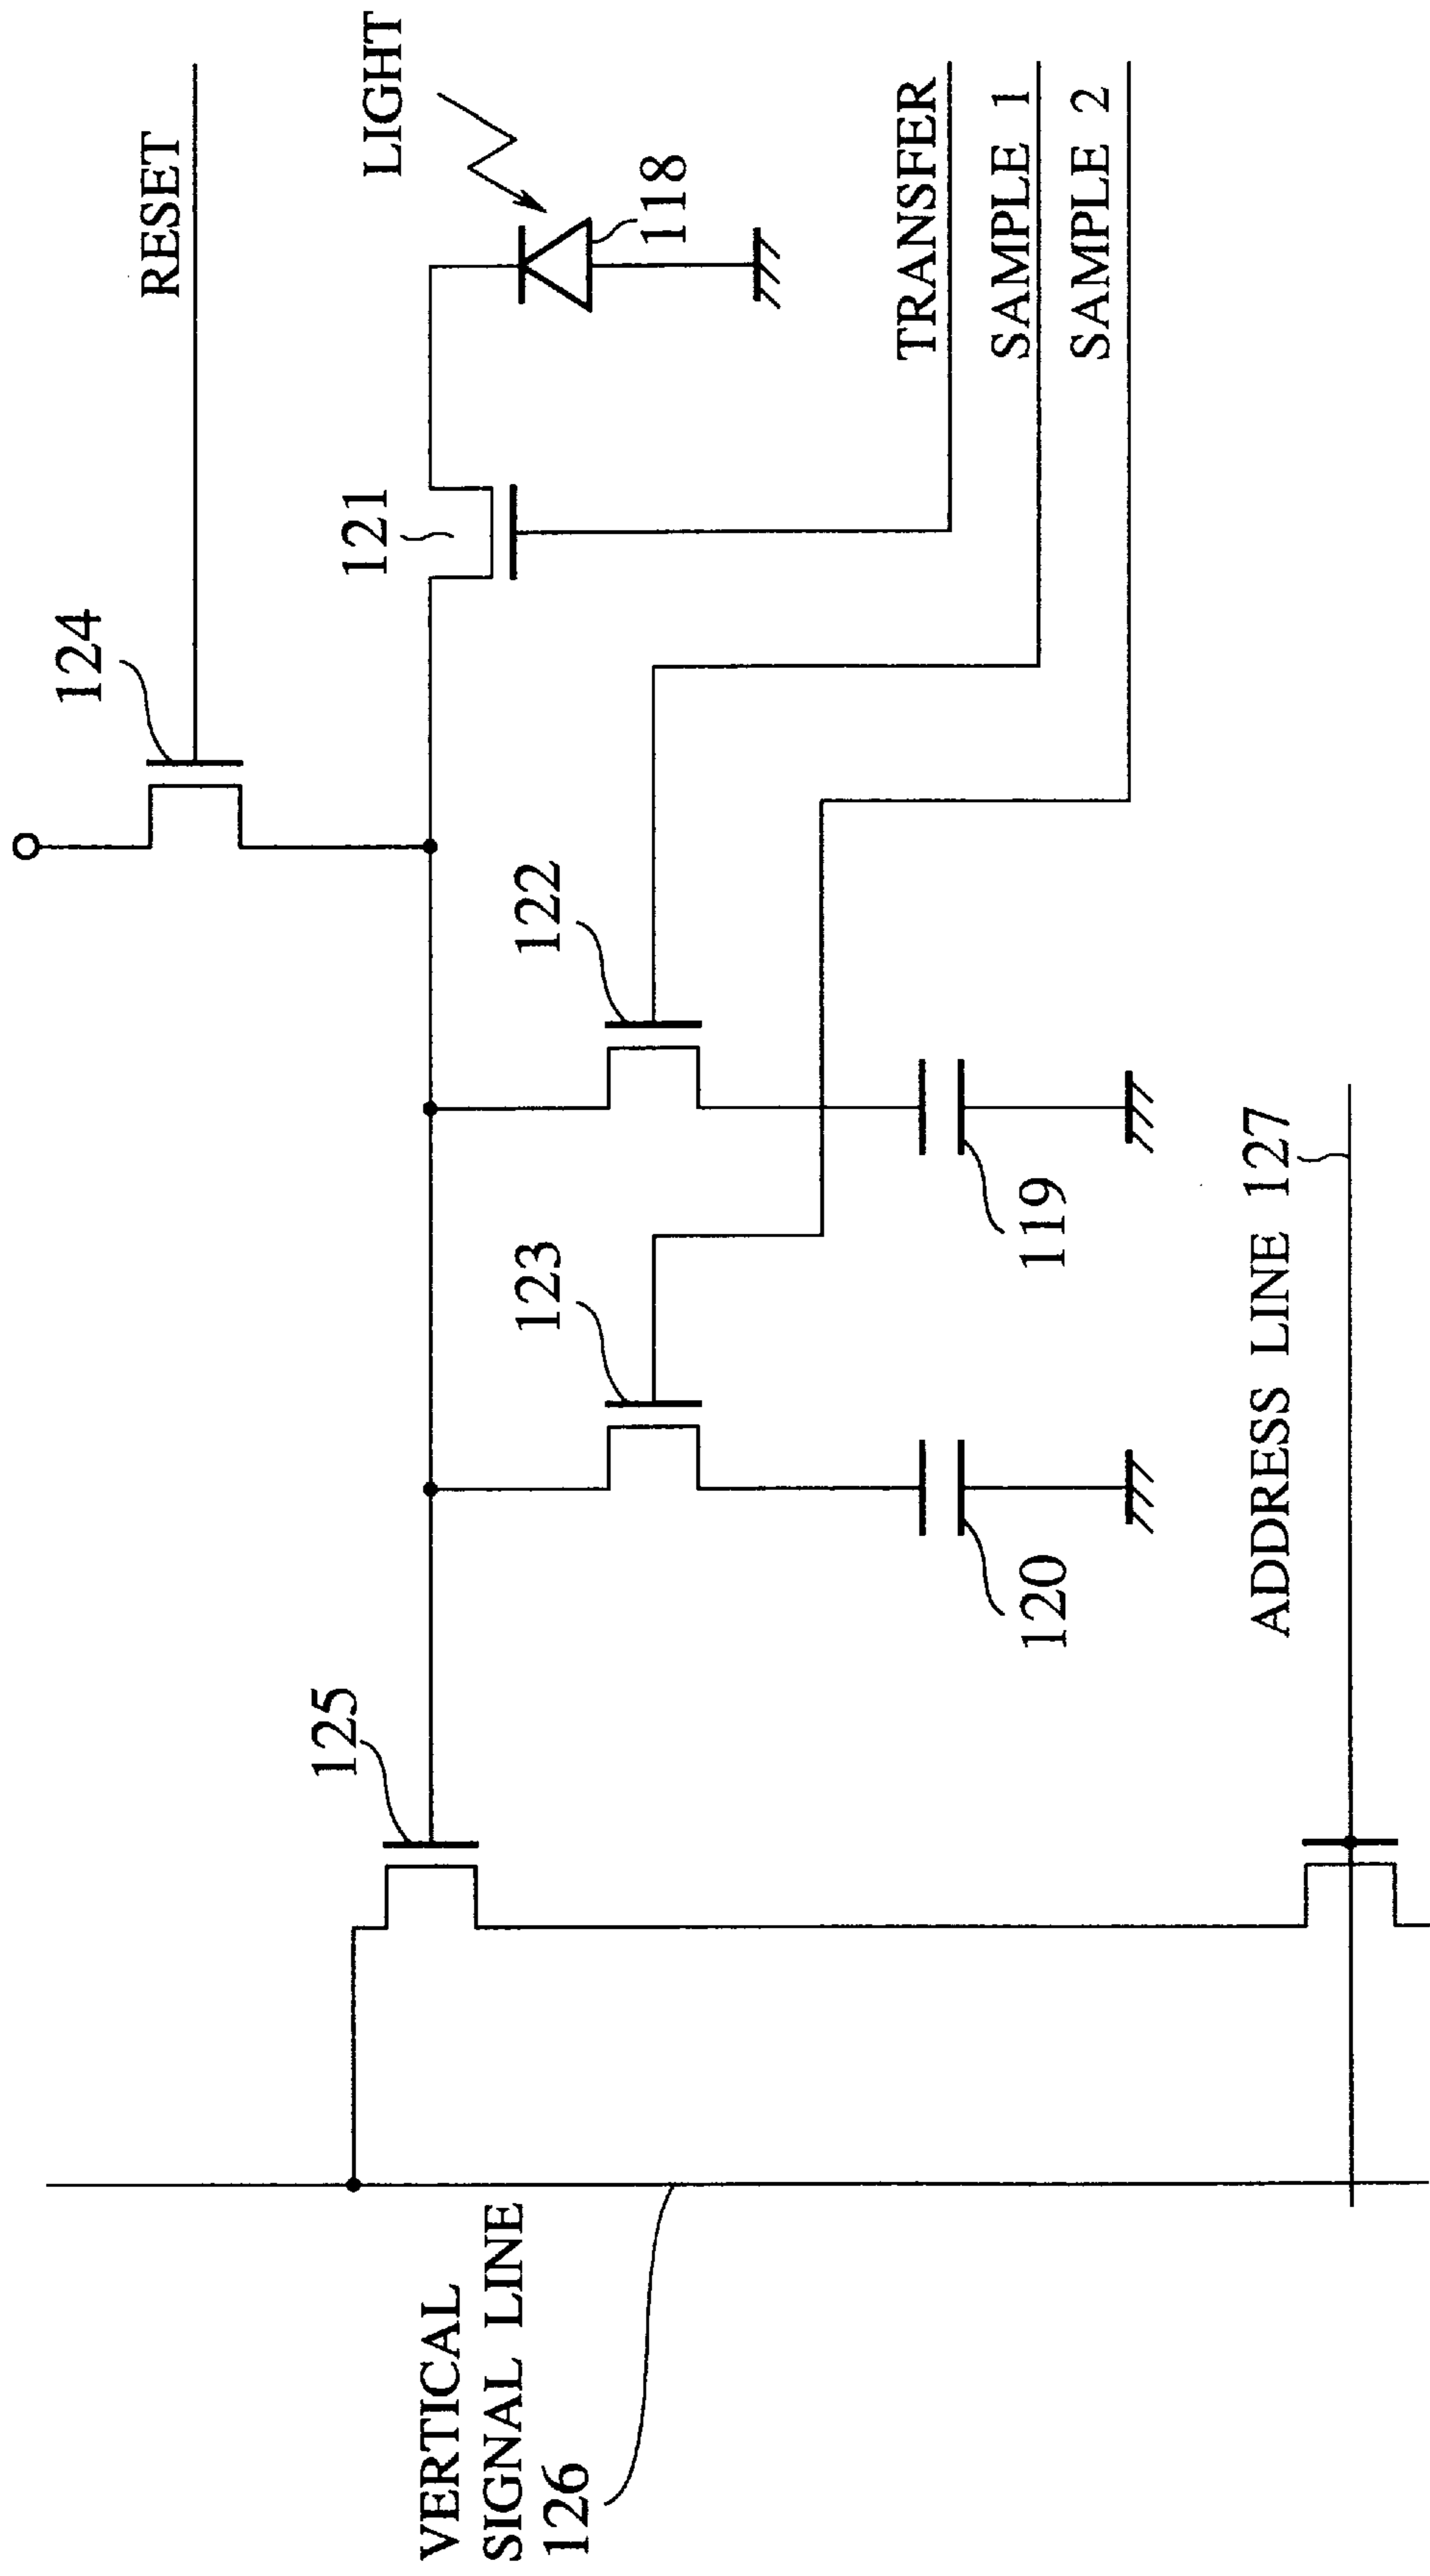 RESET
124
LIGHT
121
118
TRANSFER
SAMPLE 1
SAMPLE 2
122
123
119
120
125
ADDRESS LINE 127
VERTICAL
SIGNAL LINE
126